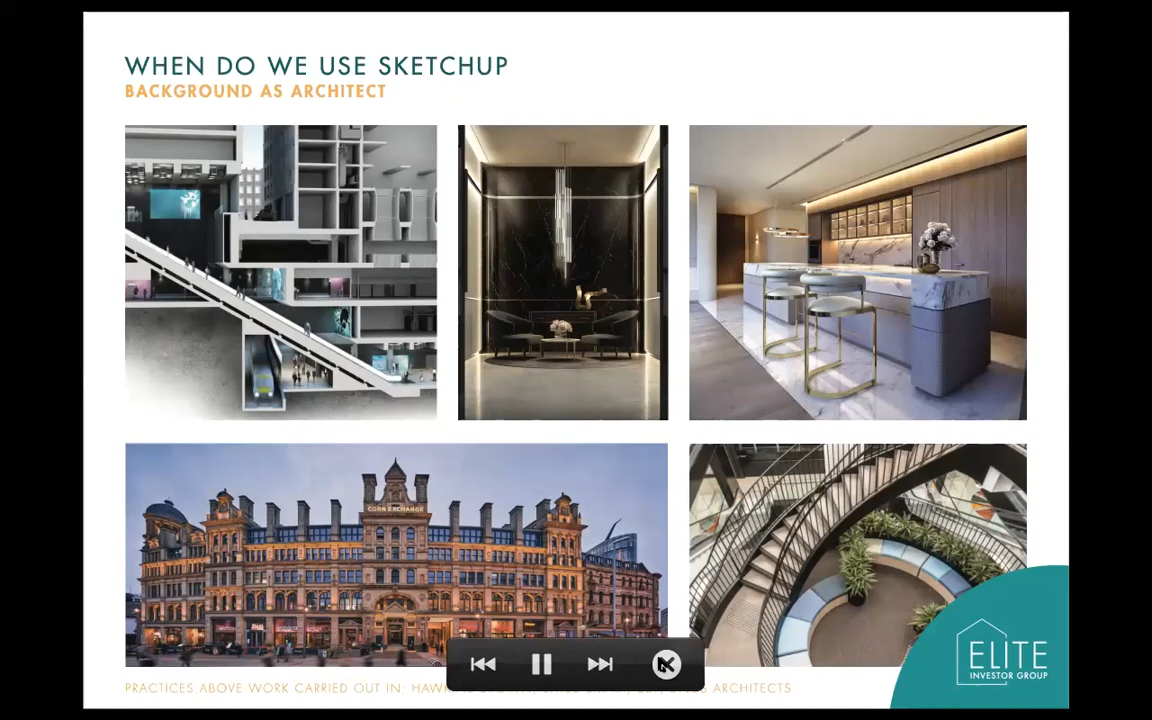 WHEN DO WE USE SKETCHUP
BACKGROUND AS ARCHITECT
CORN EXCHANGE
PRACTICES ABOVE WORK CARRIED OUT IN; ARCHITECTS
ELITE
INVESTOR GROUP